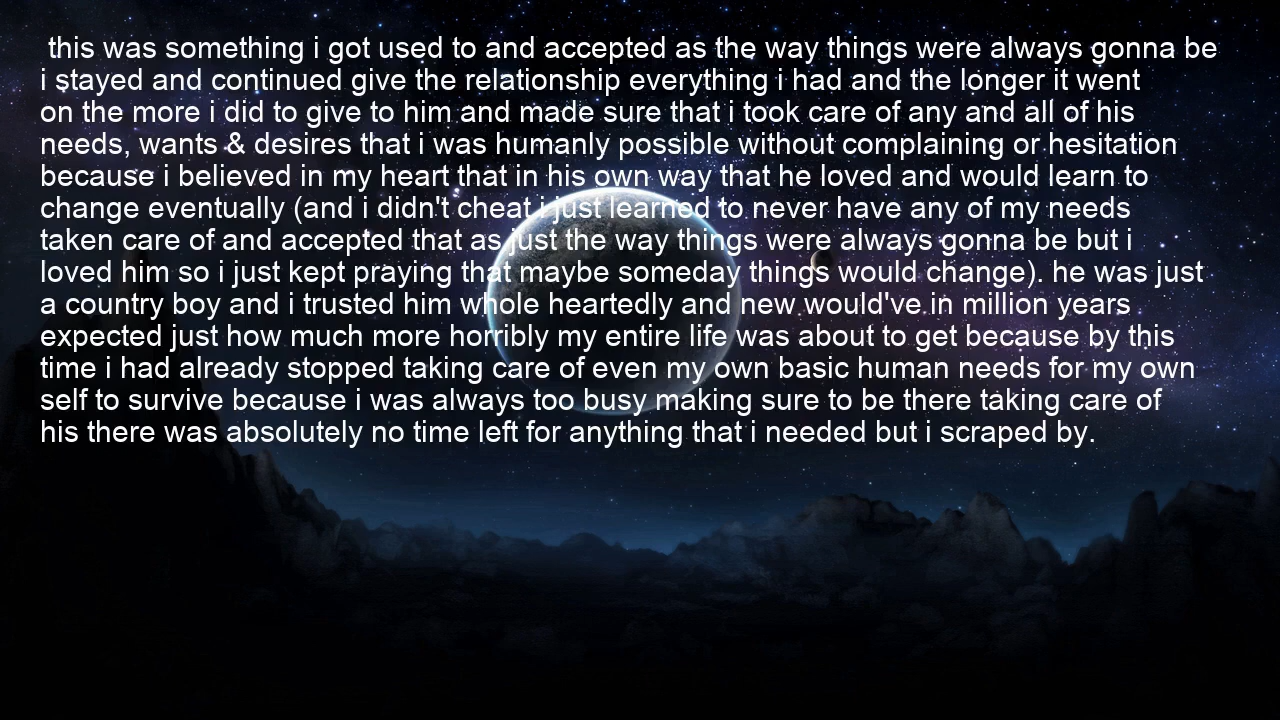 this was something i got used to and accepted as the way things were always gonna be
i stayed and continued give the relationship everything i had and the longer it went
on the more i did to give to him and made sure that i took care of any and all of his
needs, wants & desires that i was humanly possible without complaining or hesitation
because i believed in my heart that in his own way that he loved and would learn to
change eventually (and i didn't cheat i just learned to never have any of my needs
taken care of and accepted that as just the way things were always gonna be but i
loved him so i just kept praying that maybe someday things would change). he was just
a country boy and i trusted him whole heartedly and new would've in million years
expected just how much more horribly my entire life was about to get because by this
time i had already stopped taking care of even my own basic human needs for my own
self to survive because i was always too busy making sure to be there taking care of
his there was absolutely no time left for anything that i needed but i scraped by.